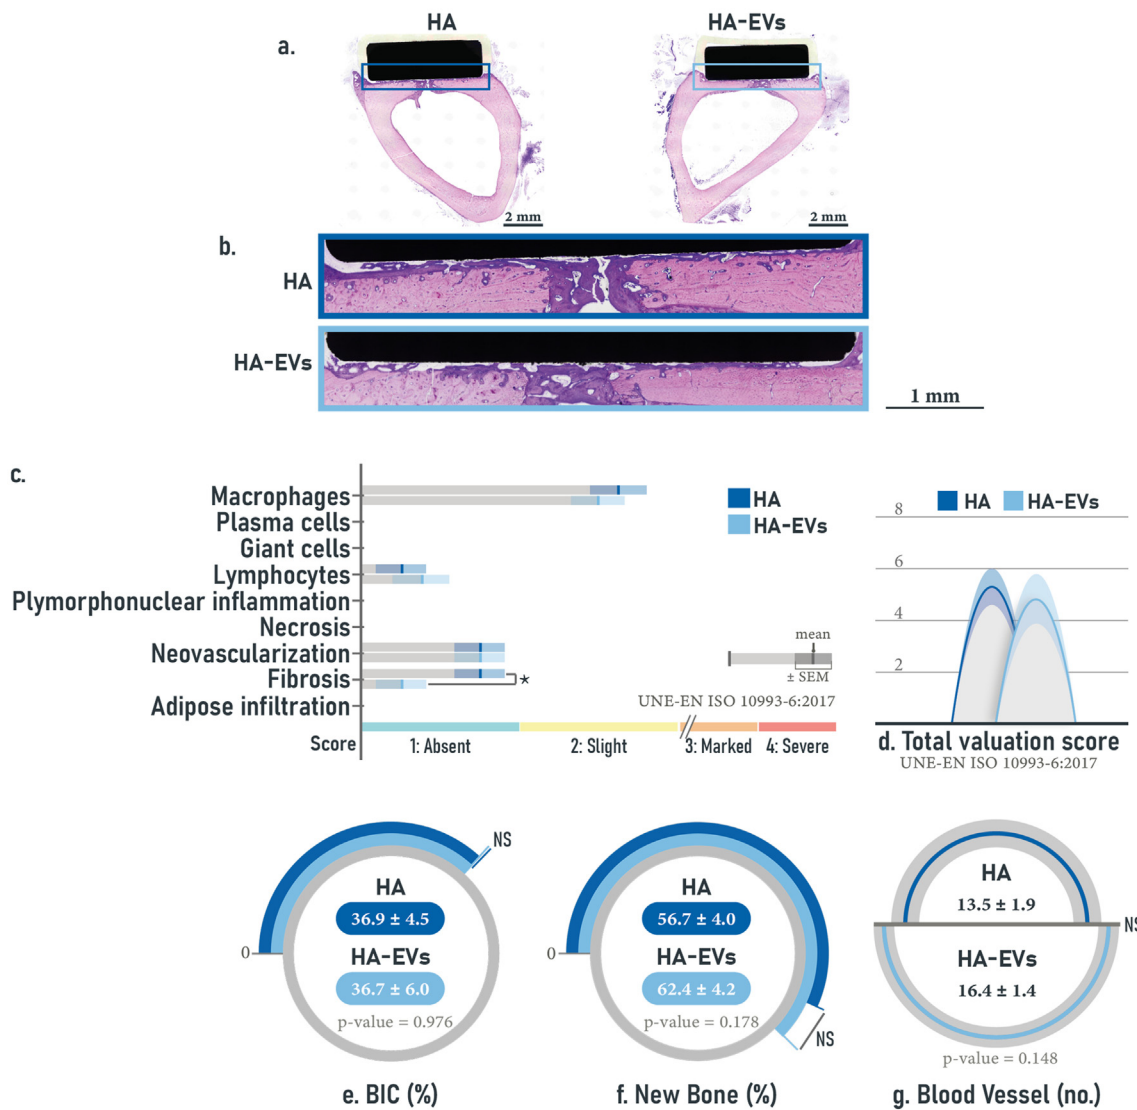 HA
HA-EVs
a.
2 mm
2 mm
b.
HA
HA-EVs
1 mm
c.
Macrophages
Plasma cells
Giant cells
Lymphocytes
Plymorphonuclear inflammation
Necrosis
Neovascularization
Fibrosis
Adipose infiltration
*
HA
HA-EVs
mean
± SEM
UNE-EN ISO 10993-6:2017
Score
1: Absent
2: Slight
3: Marked
4: Severe
HA
HA-EVs
8
6
4
2
d. Total valuation score
UNE-EN ISO 10993-6:2017
0
NS
HA
36.9 ± 4.5
HA-EVs
36.7 ± 6.0
p-value = 0.976
e. BIC (%)
0
HA
56.7 ± 4.0
HA-EVs
62.4 ± 4.2
p-value = 0.178
NS
f. New Bone (%)
HA
13.5 ± 1.9
NS
HA-EVs
16.4 ± 1.4
p-value = 0.148
g. Blood Vessel (no.)